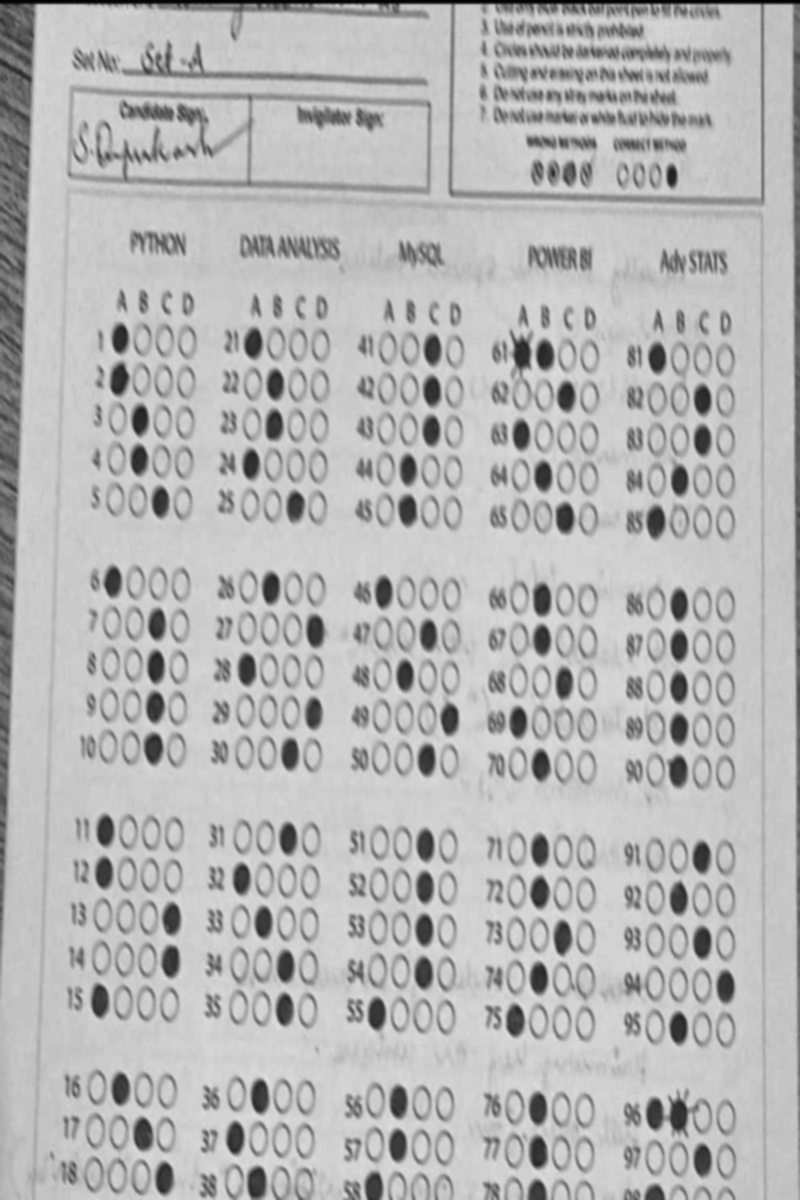 2. Use only blue/black ball point pen to fill the circles.
3. Use of pencil is strictly prohibited.
4. Circles should be darkened completely and properly.
5. Cutting and erasing on this sheet is not allowed.
6. Do not use any stray marks on the sheet.
7. Do not use marker or white fluid to hide the mark.
WRONG METHODS CORRECT METHOD
Set No: Set-A
Candidate Sign: Invigilator Sign:
PYTHON DATA ANALYSIS MySQL POWER BI Adv STATS
A B C D A B C D A B C D A B C D A B C D
1 21 41 61 81
2 22 42 62 82
3 23 43 63 83
4 24 44 64 84
5 25 45 65 85
6 26 46 66 86
7 27 47 67 87
8 28 48 68 88
9 29 49 69 89
10 30 50 70 90
11 31 51 71 91
12 32 52 72 92
13 33 53 73 93
14 34 54 74 94
15 35 55 75 95
16 36 56 76 96
17 37 57 77 97
18 38 58 78